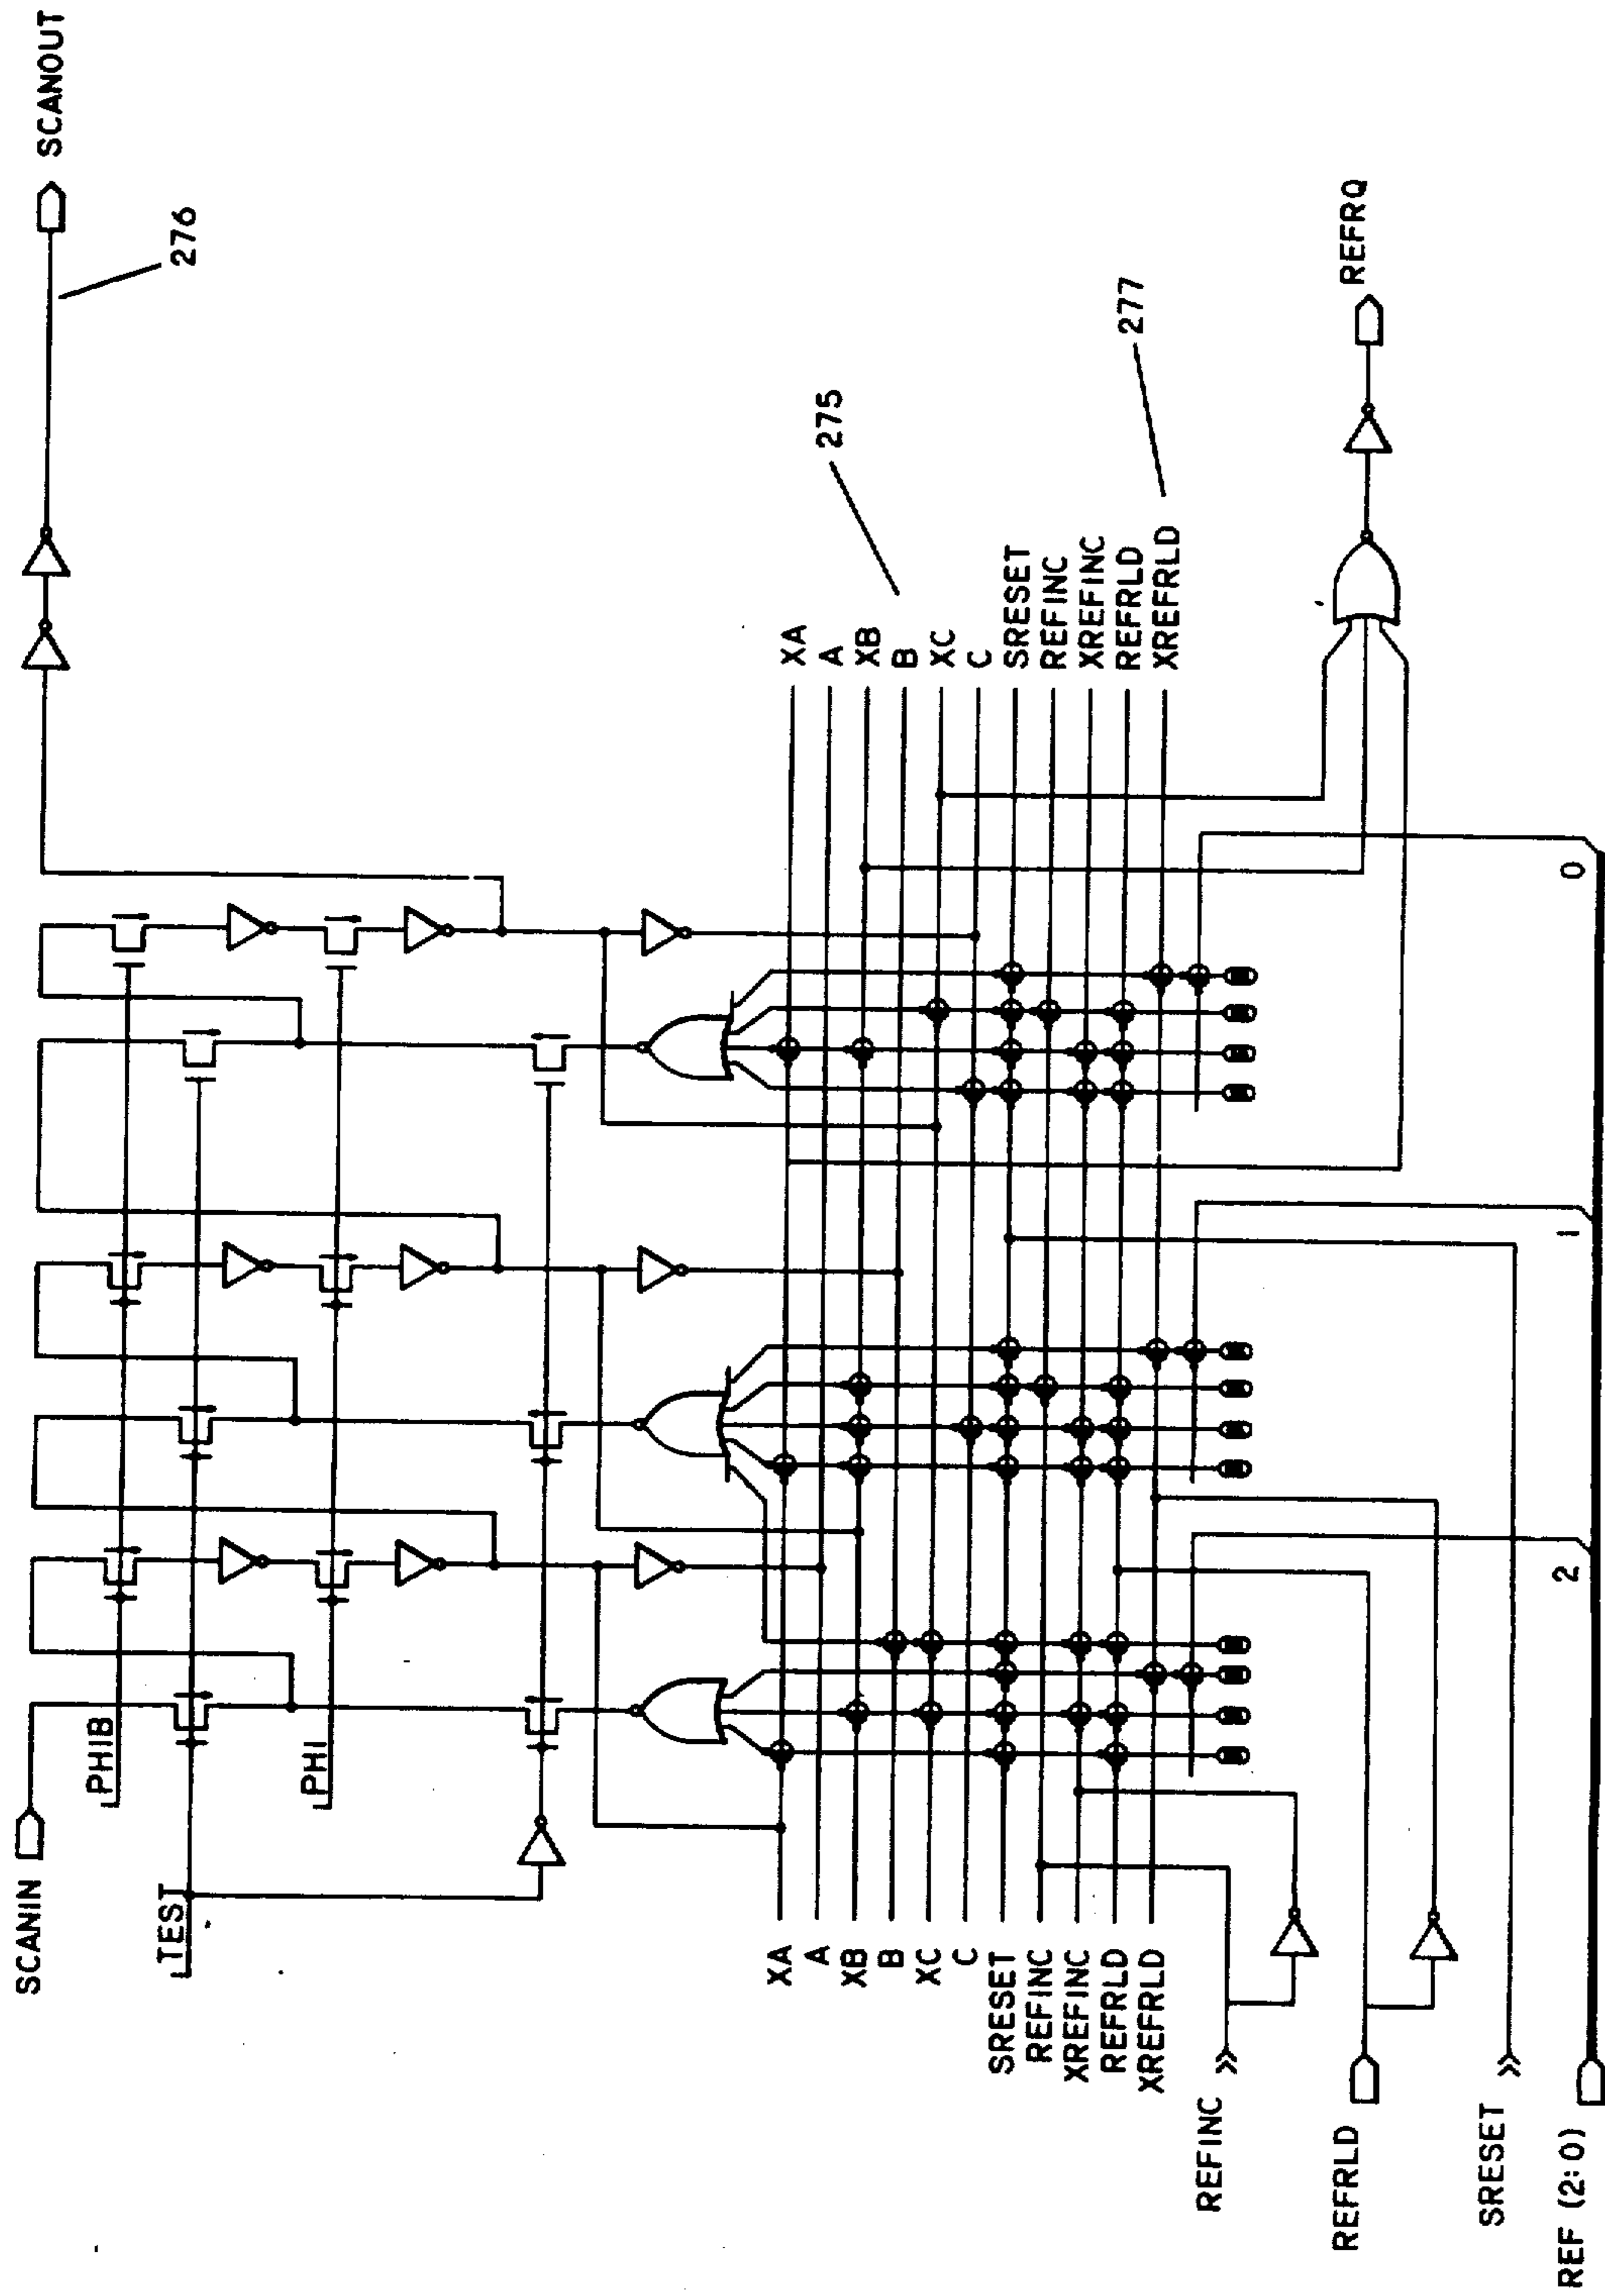 SCANIN
SCANOUT
276
PHIB
TEST
PHI
275
277
XA
A
XB
B
XC
C
SRESET
REFINC
XREFINC
REFRLD
XREFRLD
XA
A
XB
B
XC
C
SRESET
REFINC
XREFINC
REFRLD
XREFRLD
REFINC
REFRLD
SRESET
REF (2:0)
2
1
0
REFRQ